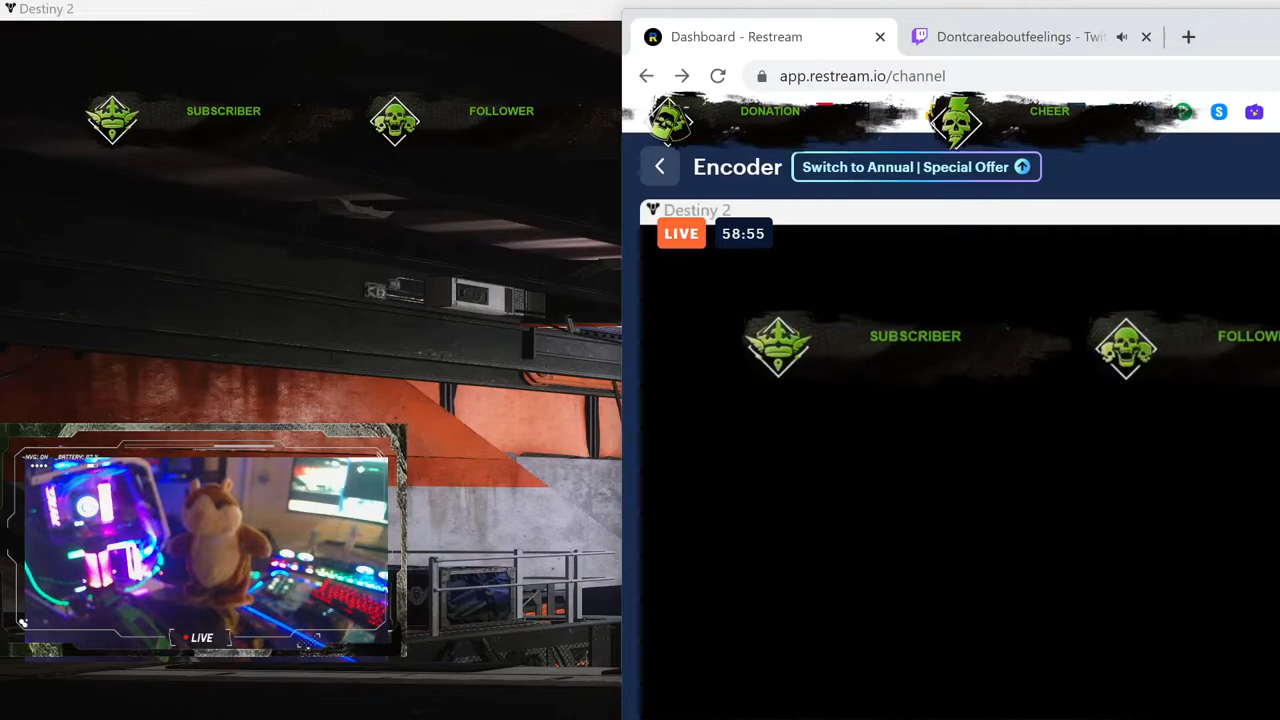 Destiny 2
Dashboard - Restream
Dontcareaboutfeelings - Twi
app.restream.io/channel
SUBSCRIBER
FOLLOWER
DONATION
CHEER
Encoder
Switch to Annual | Special Offer
Destiny 2
LIVE
58:55
SUBSCRIBER
FOLLOW
LIVE